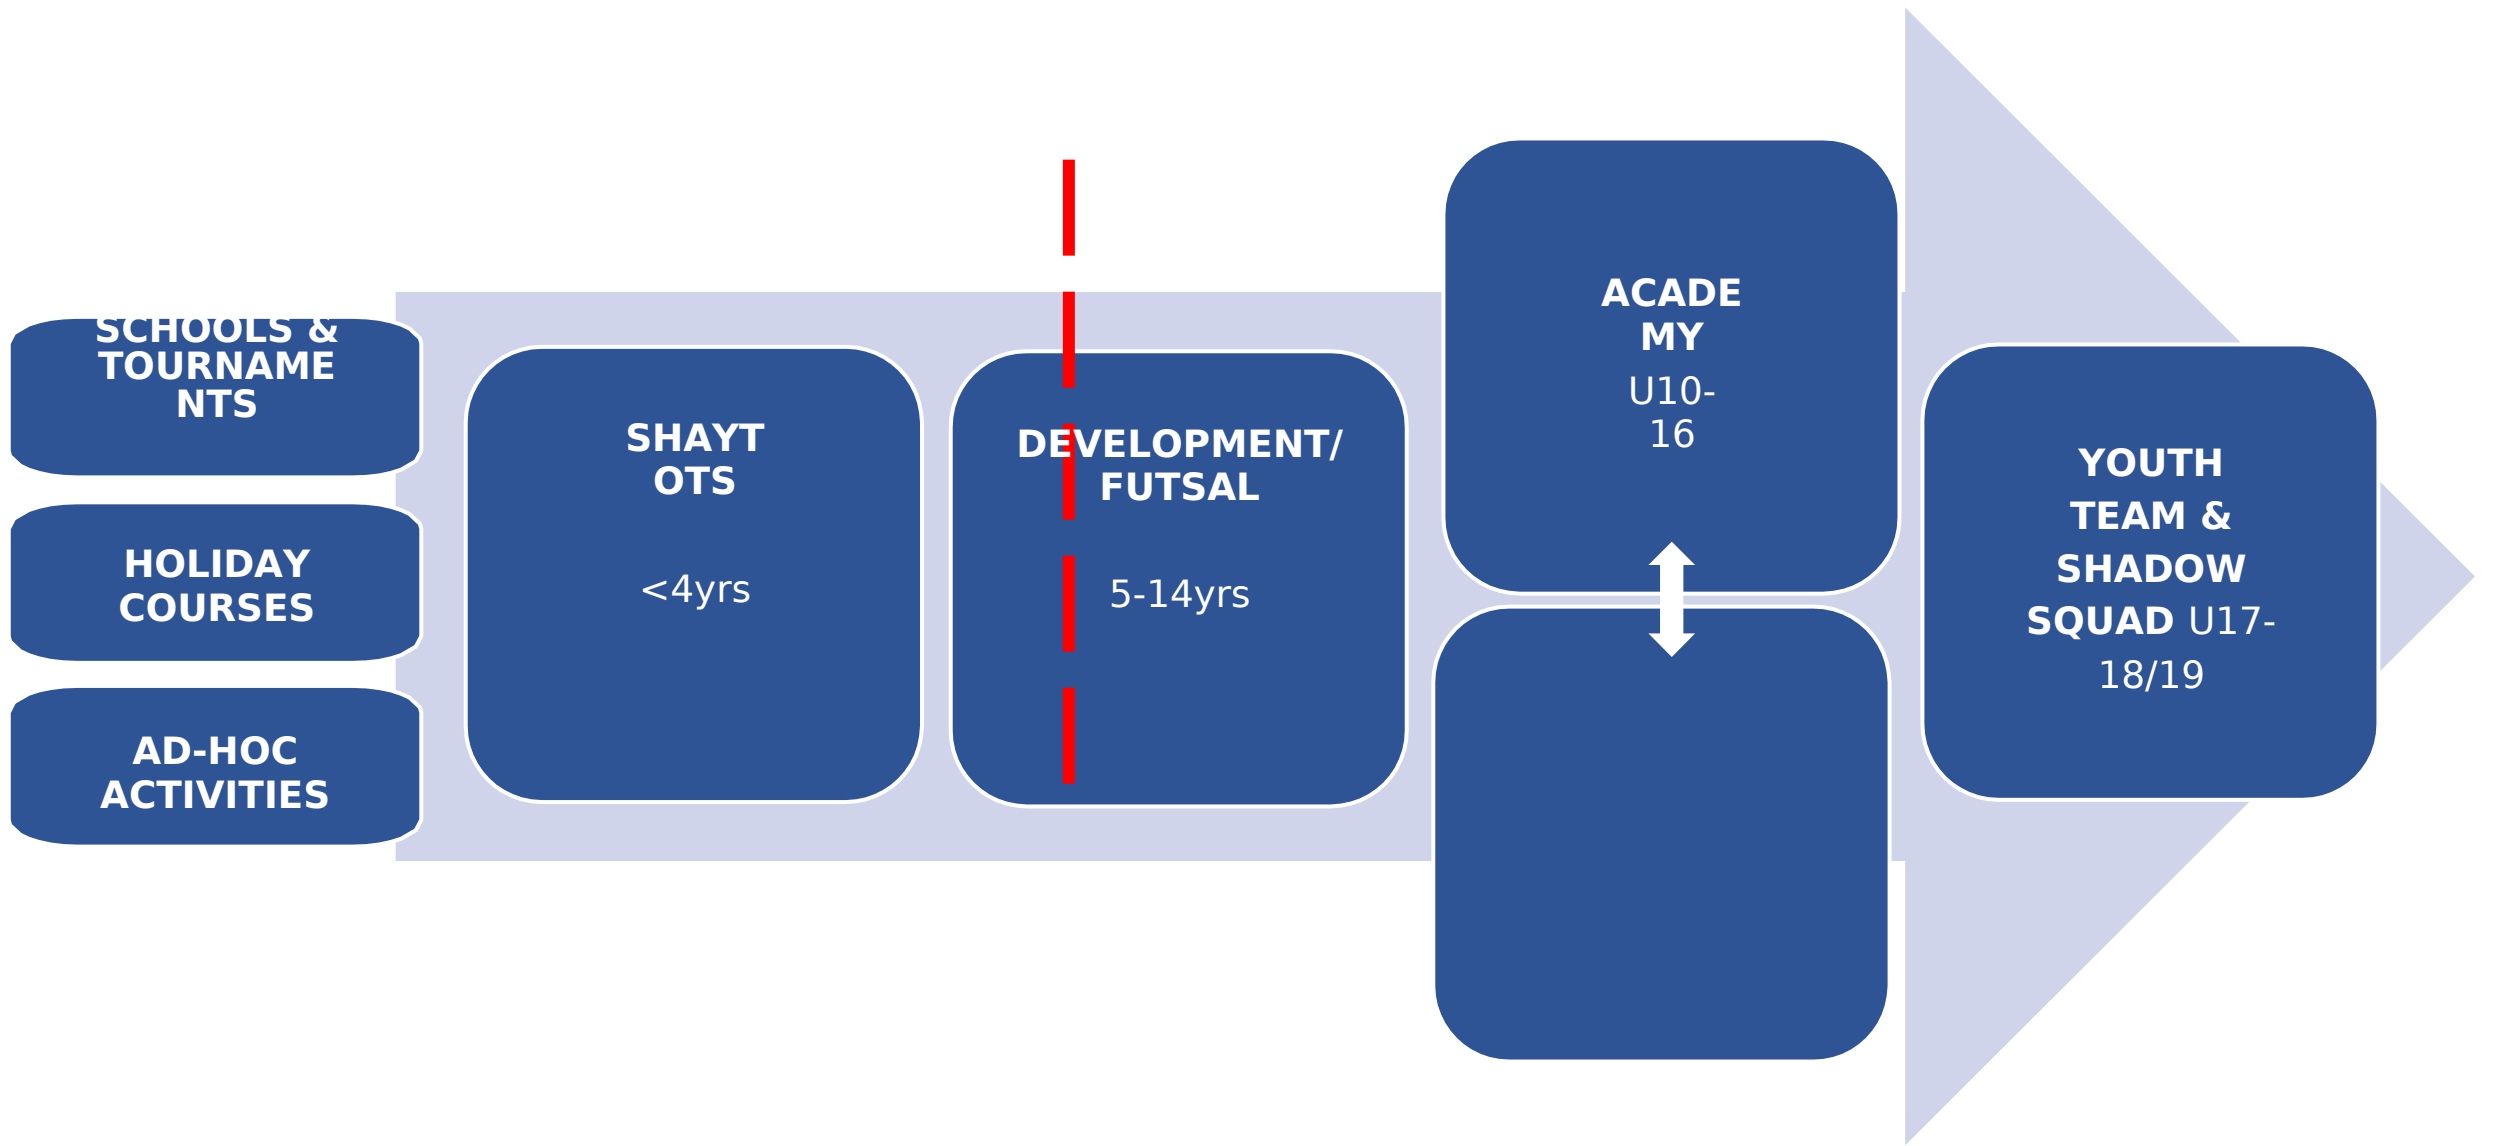 SCHOOLS &
TOURNAME
NTS
HOLIDAY
COURSES
AD-HOC
ACTIVITIES
SHAYT
OTS
<4yrs
DEVELOPMENT/
FUTSAL
5-14yrs
ACADE
MY
U10-
16
YOUTH
TEAM &
SHADOW
SQUAD U17-
18/19